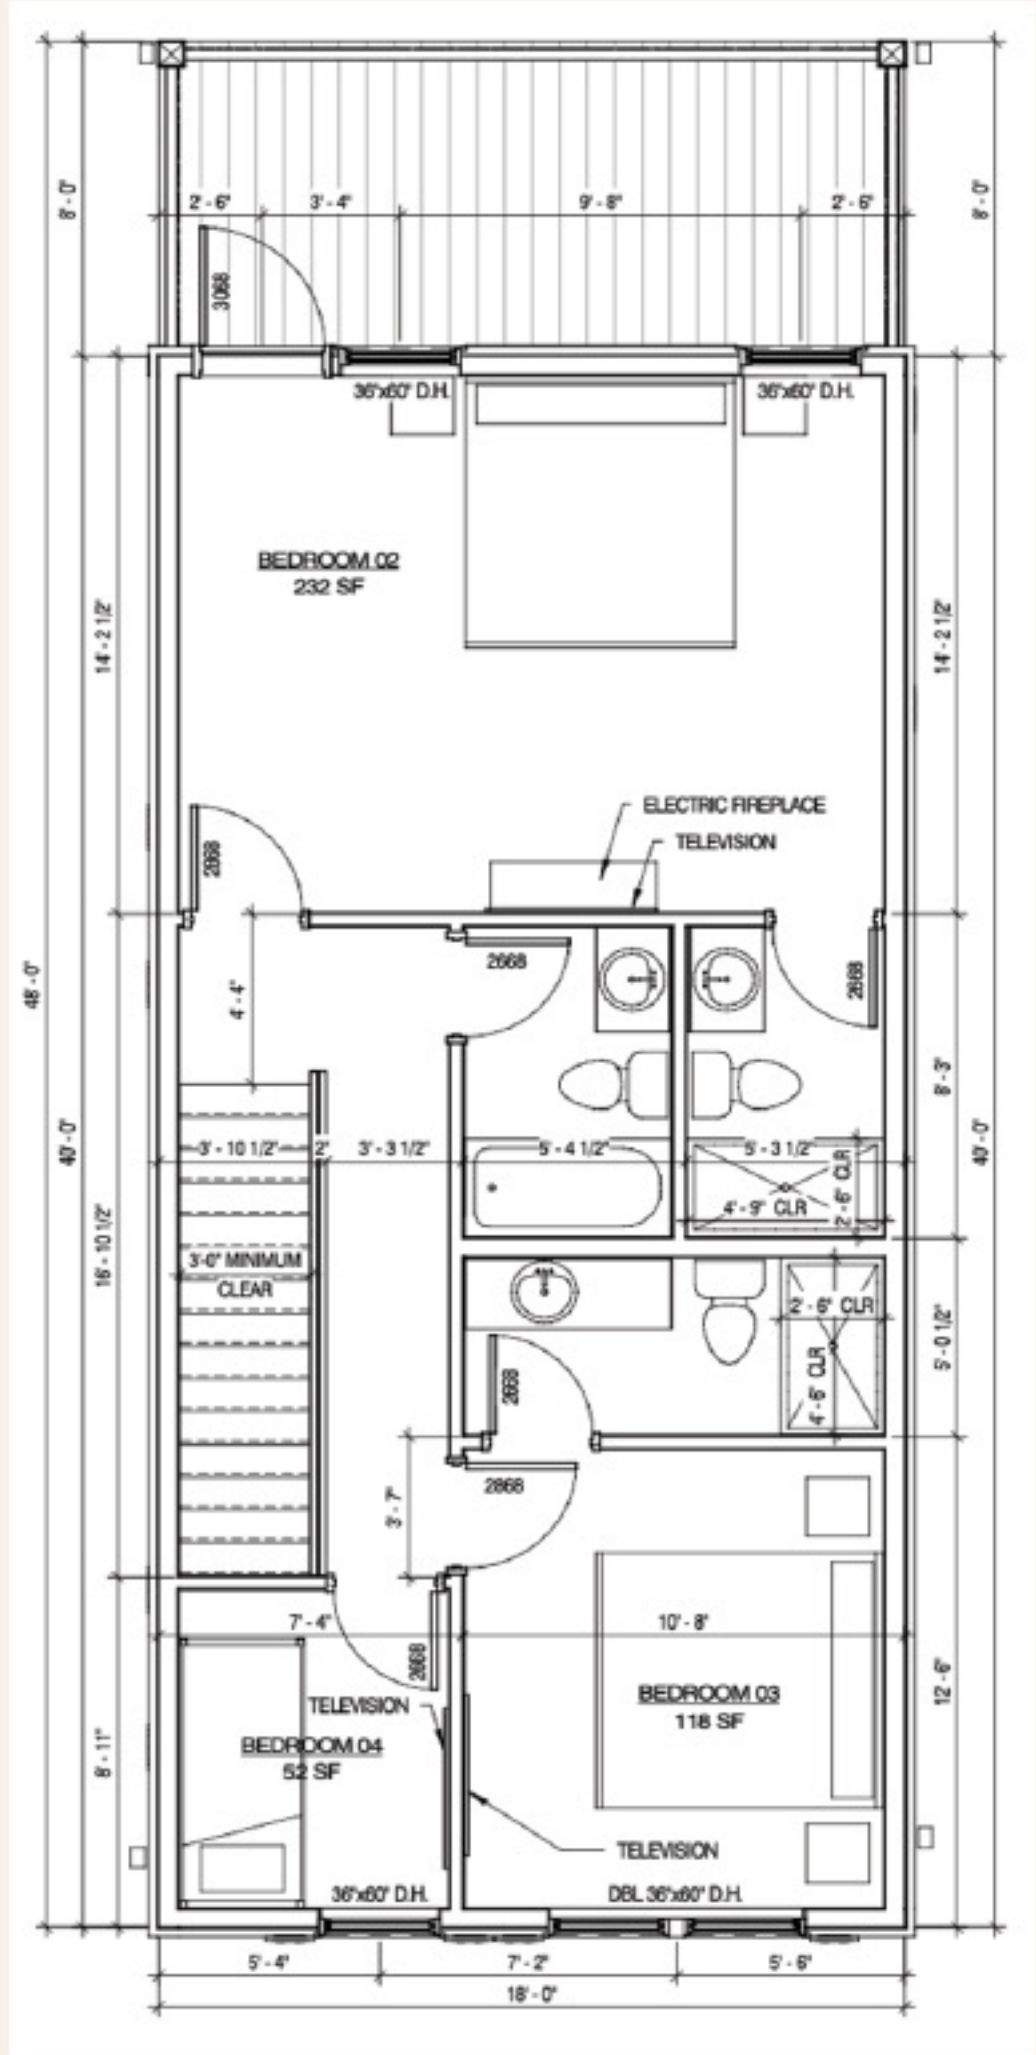 2' - 6"
3' - 4"
9' - 8"
2' - 6"
8' - 0"
8' - 0"
3068
36"x60" D.H.
36"x60" D.H.
BEDROOM 02
232 SF
14' - 2 1/2"
14' - 2 1/2"
ELECTRIC FIREPLACE
TELEVISION
2868
2668
2668
48' - 0"
4' - 4"
8' - 3"
40' - 0"
40' - 0"
3' - 10 1/2"
2"
3' - 3 1/2"
5' - 4 1/2"
5' - 3 1/2"
2' - 6" CLR
4' - 9" CLR
16' - 10 1/2"
3'-0" MINIMUM
CLEAR
2' - 6" CLR
5' - 0 1/2"
4' - 6" CLR
2668
2868
3' - 7"
7' - 4"
10' - 8"
2668
BEDROOM 03
118 SF
12' - 6"
TELEVISION
BEDROOM 04
52 SF
8' - 11"
TELEVISION
36"x60" D.H.
DBL 36"x60" D.H.
5' - 4"
7' - 2"
5' - 6"
18' - 0"